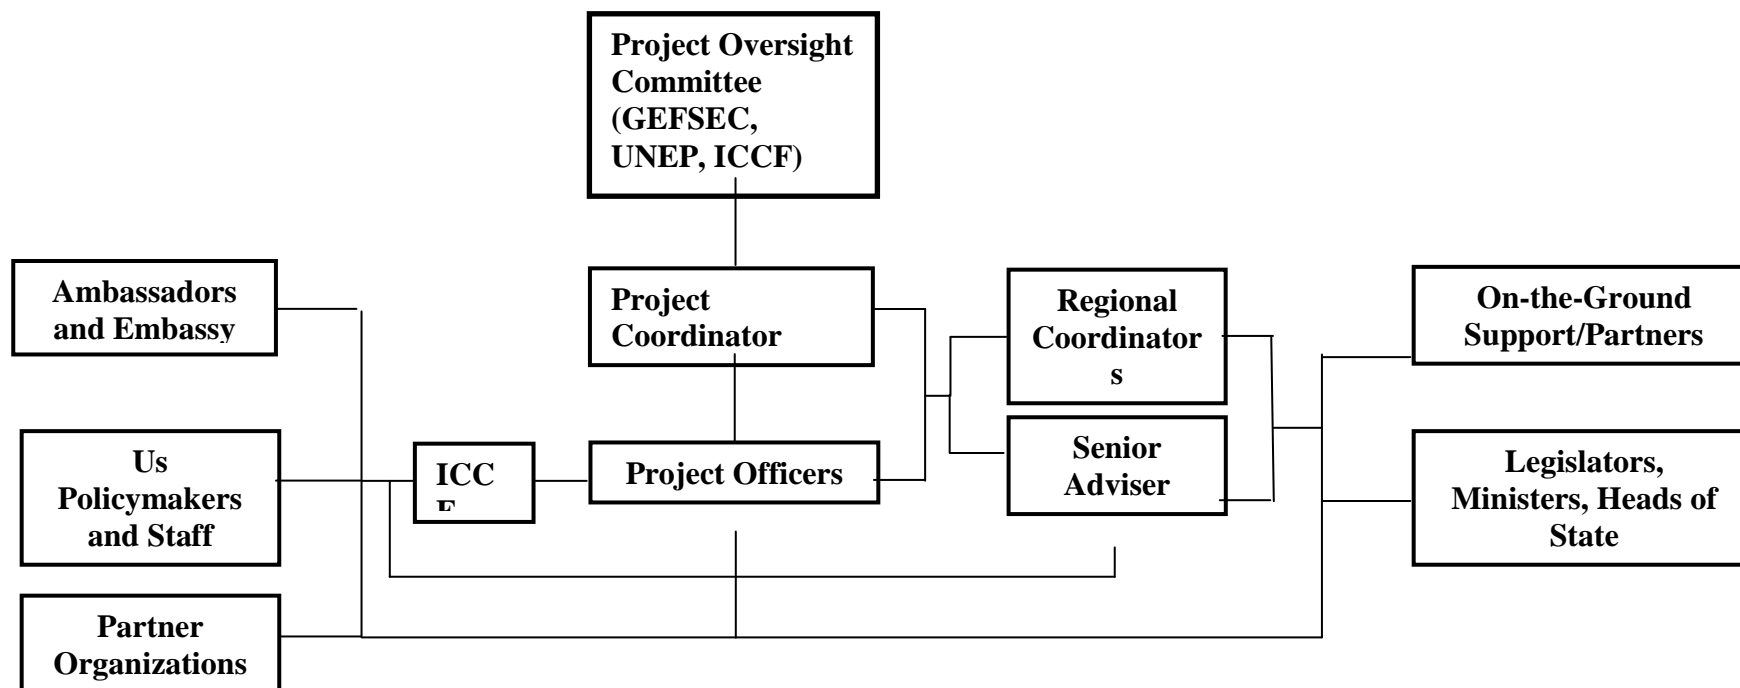 Project Oversight
Committee
(GEFSEC,
UNEP, ICCF)
Ambassadors
and Embassy
Project
Coordinator
Regional
Coordinator
s
On-the-Ground
Support/Partners
Us
Policymakers
and Staff
ICC
Project Officers
Senior
Adviser
Legislators,
Ministers, Heads of
State
Partner
Organizations